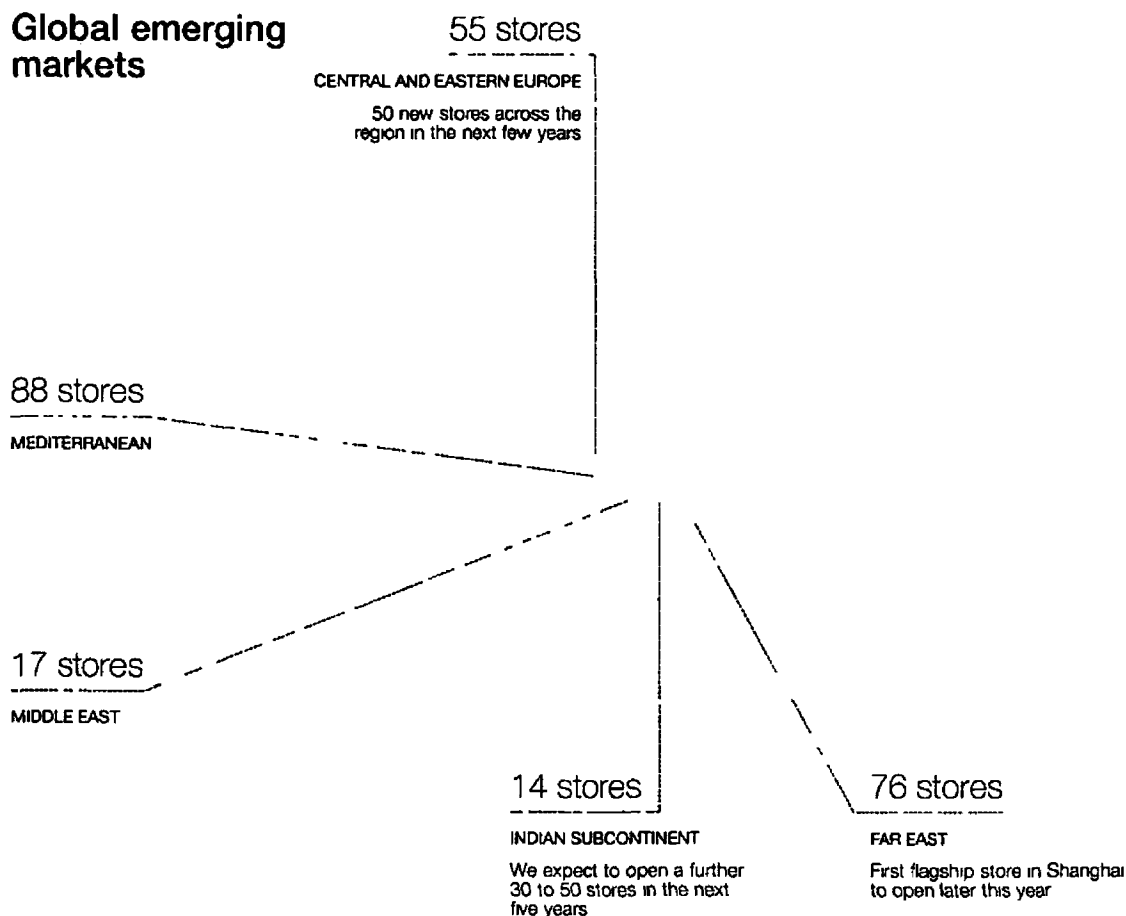 Global emerging
markets
55 stores
CENTRAL AND EASTERN EUROPE
50 new stores across the
region in the next few years
88 stores
MEDITERRANEAN
17 stores
MIDDLE EAST
14 stores
INDIAN SUBCONTINENT
We expect to open a further
30 to 50 stores in the next
five years
76 stores
FAR EAST
First flagship store in Shanghai
to open later this year